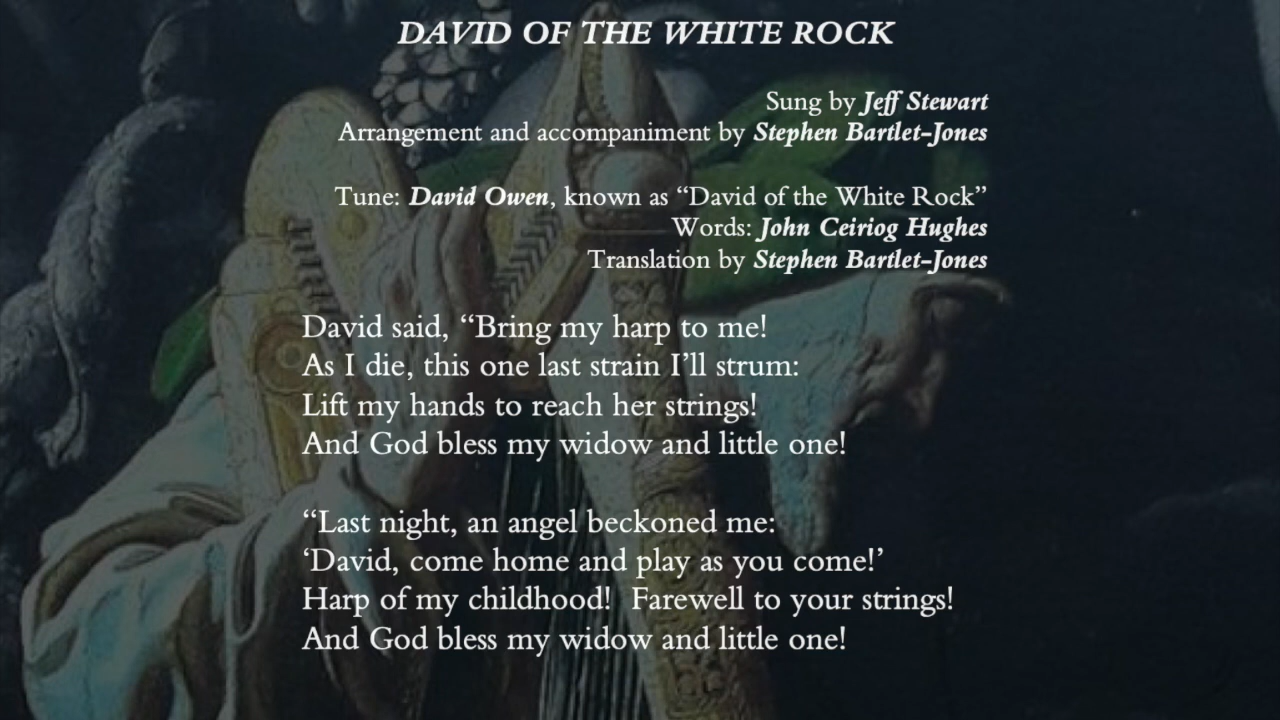 DAVID OF THE WHITE ROCK
Sung by Jeff Stewart
Arrangement and accompaniment by Stephen Bartlet-Jones
Tune: David Owen, known as “David of the White Rock”
Words: John Ceiriog Hughes
Translation by Stephen Bartlet-Jones
David said, “Bring my harp to me!
As I die, this one last strain I’ll strum:
Lift my hands to reach her strings!
And God bless my widow and little one!
“Last night, an angel beckoned me:
‘David, come home and play as you come!’
Harp of my childhood!  Farewell to your strings!
And God bless my widow and little one!